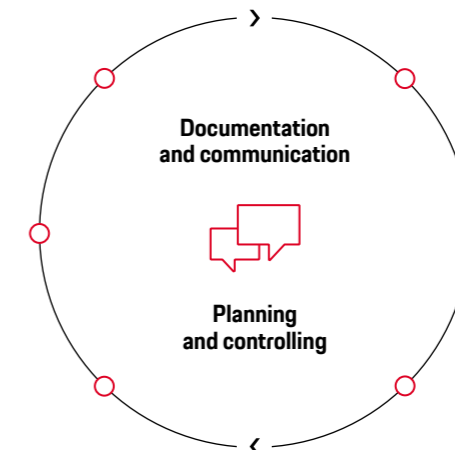 Documentation
and communication
Planning
and controlling